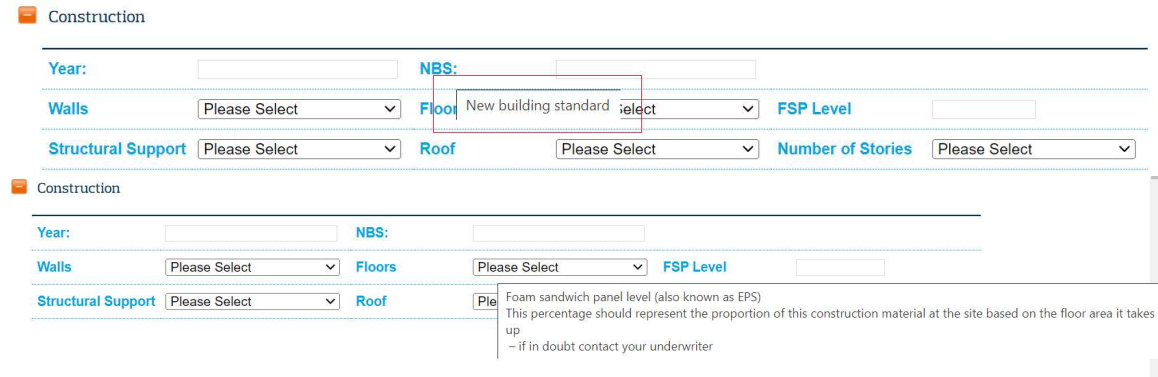 Construction
Year: NBS:
Walls Please Select Floor New building standard Select FSP Level
Structural Support Please Select Roof Please Select Number of Stories Please Select
Construction
Year: NBS:
Walls Please Select Floors Please Select FSP Level
Structural Support Please Select Roof Ple
Foam sandwich panel level (also known as EPS)
This percentage should represent the proportion of this construction material at the site based on the floor area it takes
up
– if in doubt contact your underwriter